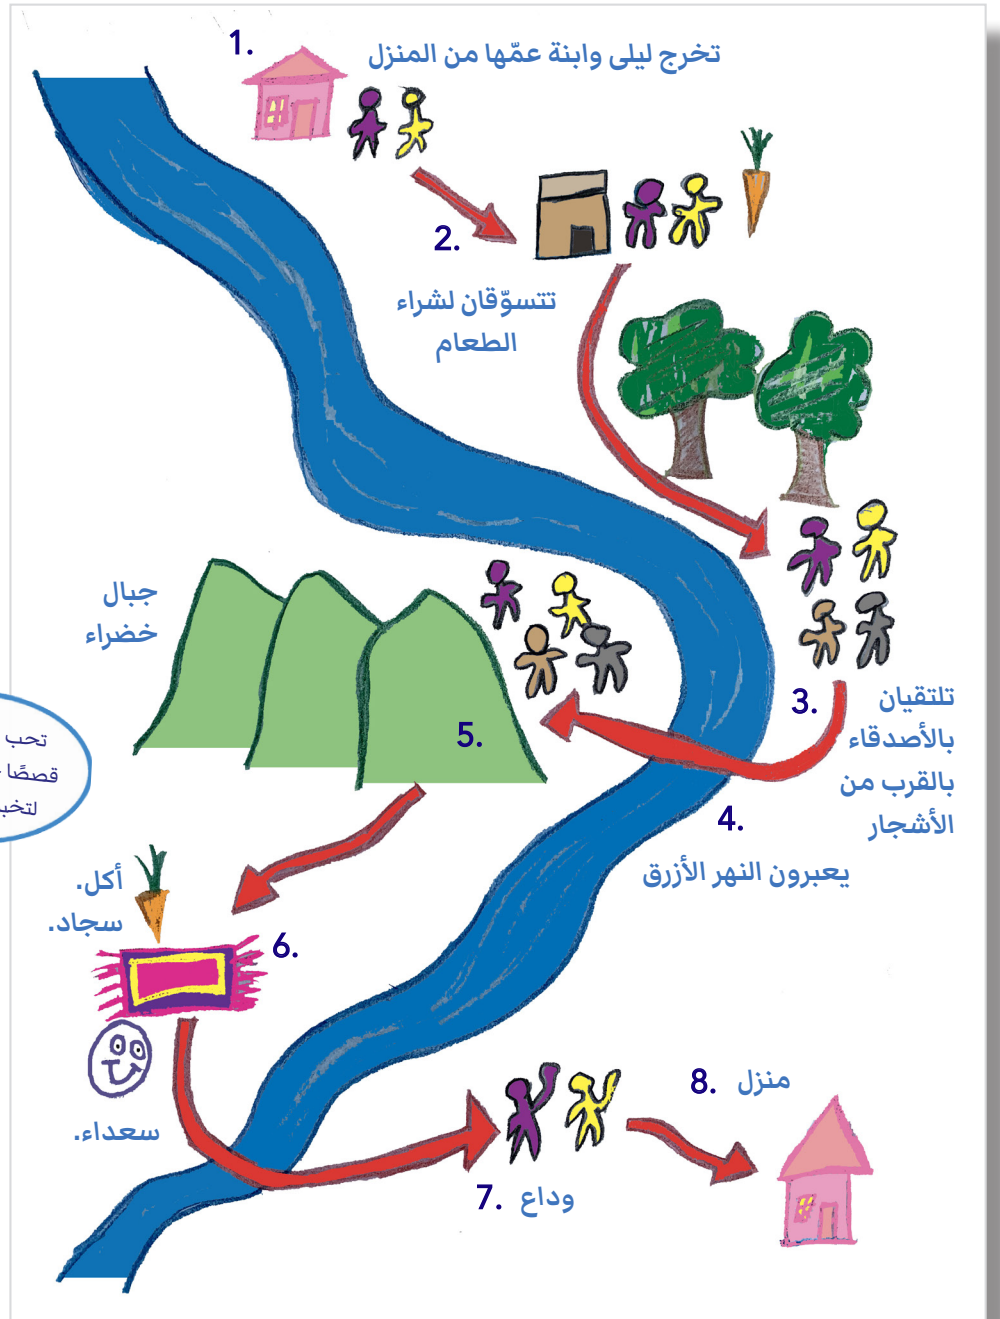 1.
تخرج ليلى وابنة عمّها من المنزل
2.
تتسوّقان لشراء
الطعام
3.
تلتقيان
بالأصدقاء
بالقرب من
الأشجار
4.
يعبرون النهر الأزرق
جبال
خضراء
5.
تحب
قصصًا
أكل.
سجاد.
6.
سعداء.
7.
وداع
8.
منزل